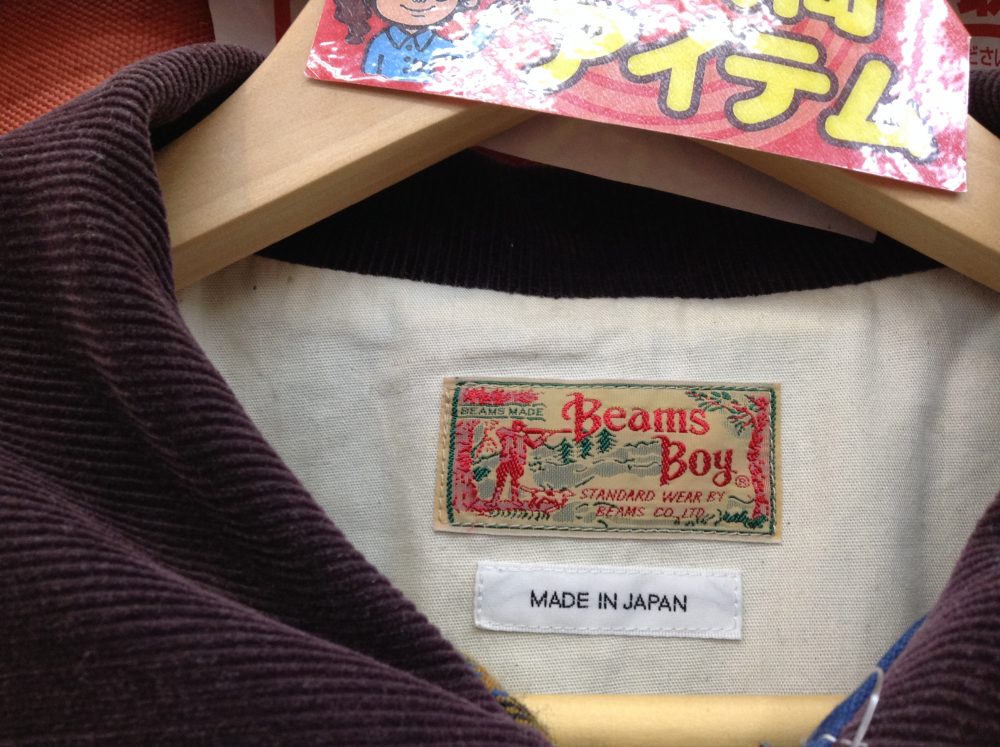 アイテム
BEAMS MADE
Beams
Boy®
STANDARD WEAR BY
BEAMS CO., LTD.
MADE IN JAPAN